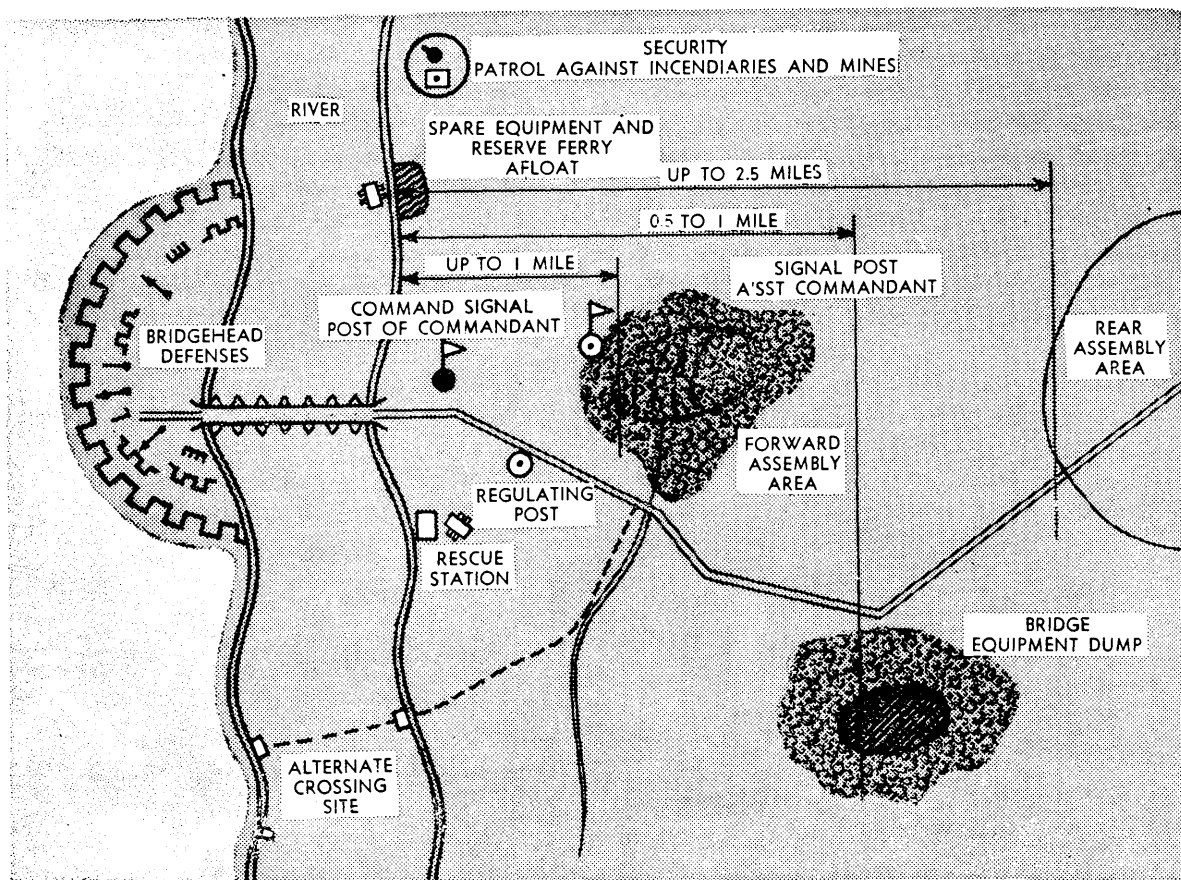 SECURITY
PATROL AGAINST INCENDIARIES AND MINES
RIVER
SPARE EQUIPMENT AND
RESERVE FERRY
AFLOAT
UP TO 2.5 MILES
0.5 TO 1 MILE
UP TO 1 MILE
SIGNAL POST
A'SST COMMANDANT
COMMAND SIGNAL
POST OF COMMANDANT
BRIDGEHEAD
DEFENSES
REAR
ASSEMBLY
AREA
FORWARD
ASSEMBLY
AREA
REGULATING
POST
RESCUE
STATION
BRIDGE
EQUIPMENT DUMP
ALTERNATE
CROSSING
SITE